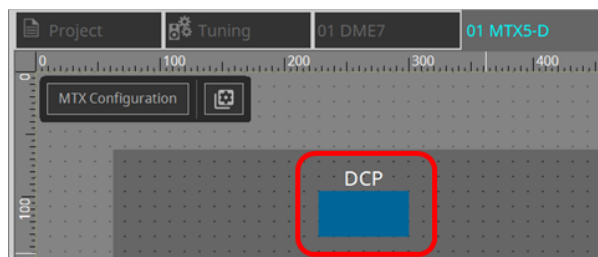 Project
Tuning
01 DME7
01 MTX5-D
0 100 200 300 400
0
MTX Configuration
DCP
100